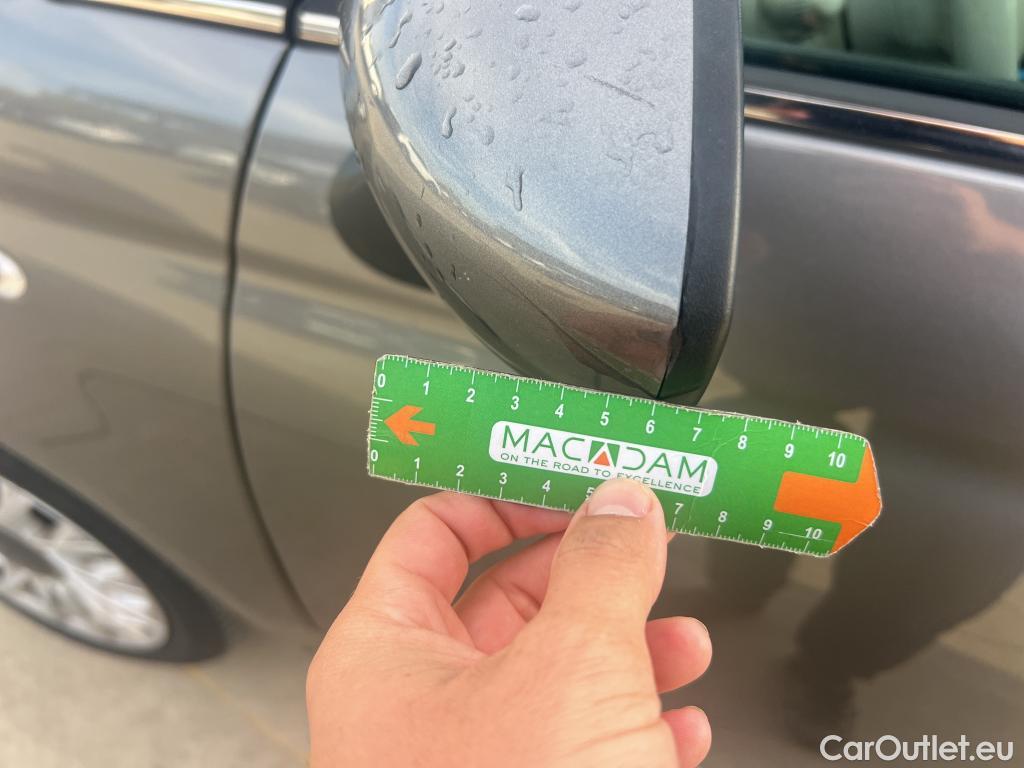 0 1 2 3 4 5 6 7 8 9 10
MACADAM
ON THE ROAD TO EXCELLENCE
0 1 2 3 4 5 7 8 9 10
CarOutlet.eu